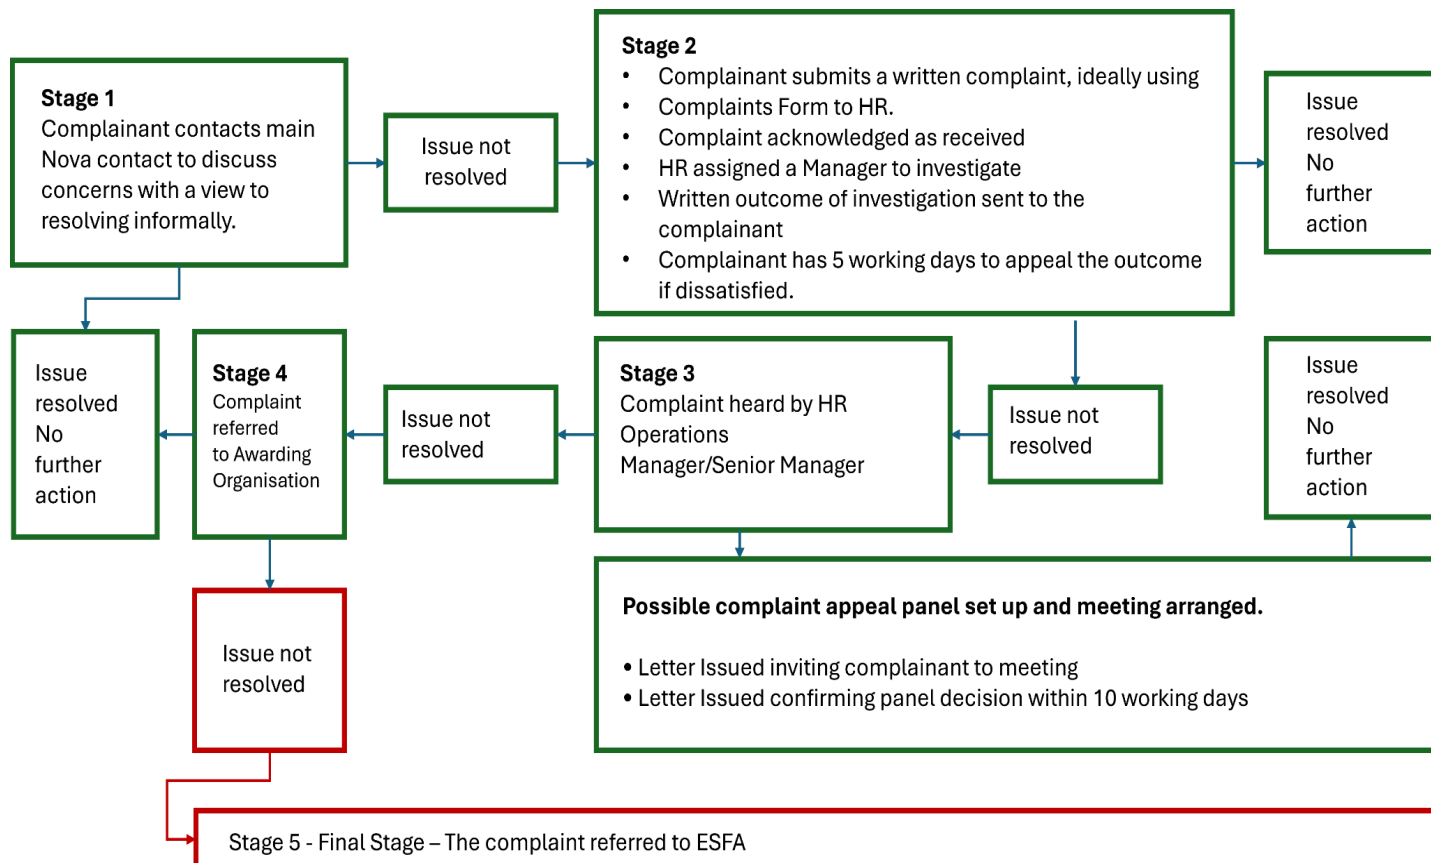 Stage 1
Complainant contacts main
Nova contact to discuss
concerns with a view to
resolving informally.
Issue not
resolved
Stage 2
• Complainant submits a written complaint, ideally using
• Complaints Form to HR.
• Complaint acknowledged as received
• HR assigned a Manager to investigate
• Written outcome of investigation sent to the
complainant
• Complainant has 5 working days to appeal the outcome
if dissatisfied.
Issue
resolved
No
further
action
Issue
resolved
No
further
action
Stage 4
Complaint
referred
to Awarding
Organisation
Issue not
resolved
Stage 3
Complaint heard by HR
Operations
Manager/Senior Manager
Issue not
resolved
Issue
resolved
No
further
action
Issue not
resolved
Possible complaint appeal panel set up and meeting arranged.
• Letter Issued inviting complainant to meeting
• Letter Issued confirming panel decision within 10 working days
Stage 5 - Final Stage – The complaint referred to ESFA